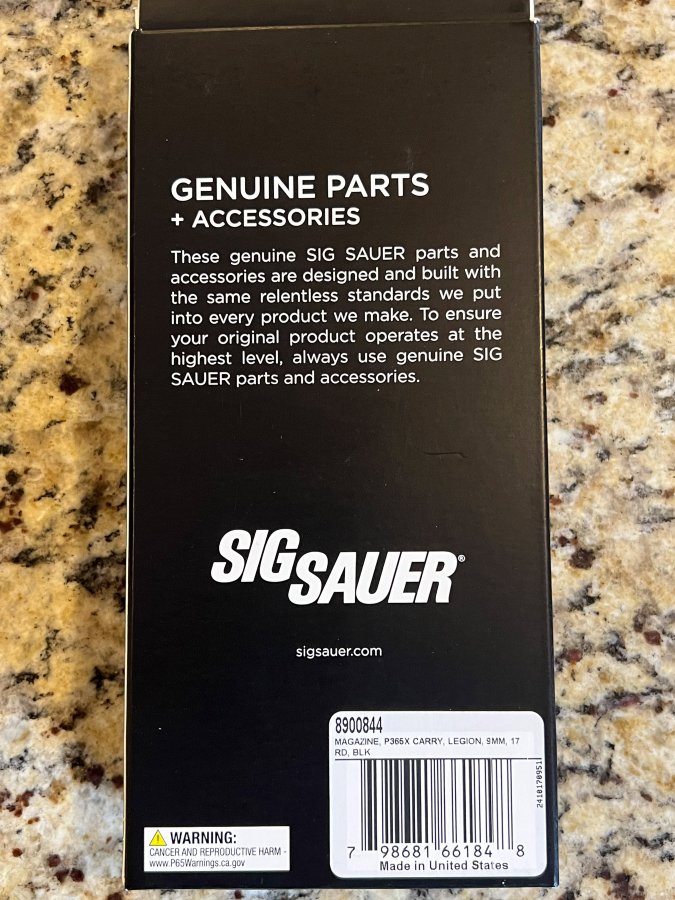 GENUINE PARTS
+ ACCESSORIES
These genuine SIG SAUER parts and
accessories are designed and built with
the same relentless standards we put
into every product we make. To ensure
your original product operates at the
highest level, always use genuine SIG
SAUER parts and accessories.
SIG SAUER®
sigsauer.com
8900844
MAGAZINE, P365X CARRY, LEGION, 9MM, 17
RD, BLK
2410170951
7 98681 66184 8
Made in United States
WARNING:
CANCER AND REPRODUCTIVE HARM -
www.P65Warnings.ca.gov